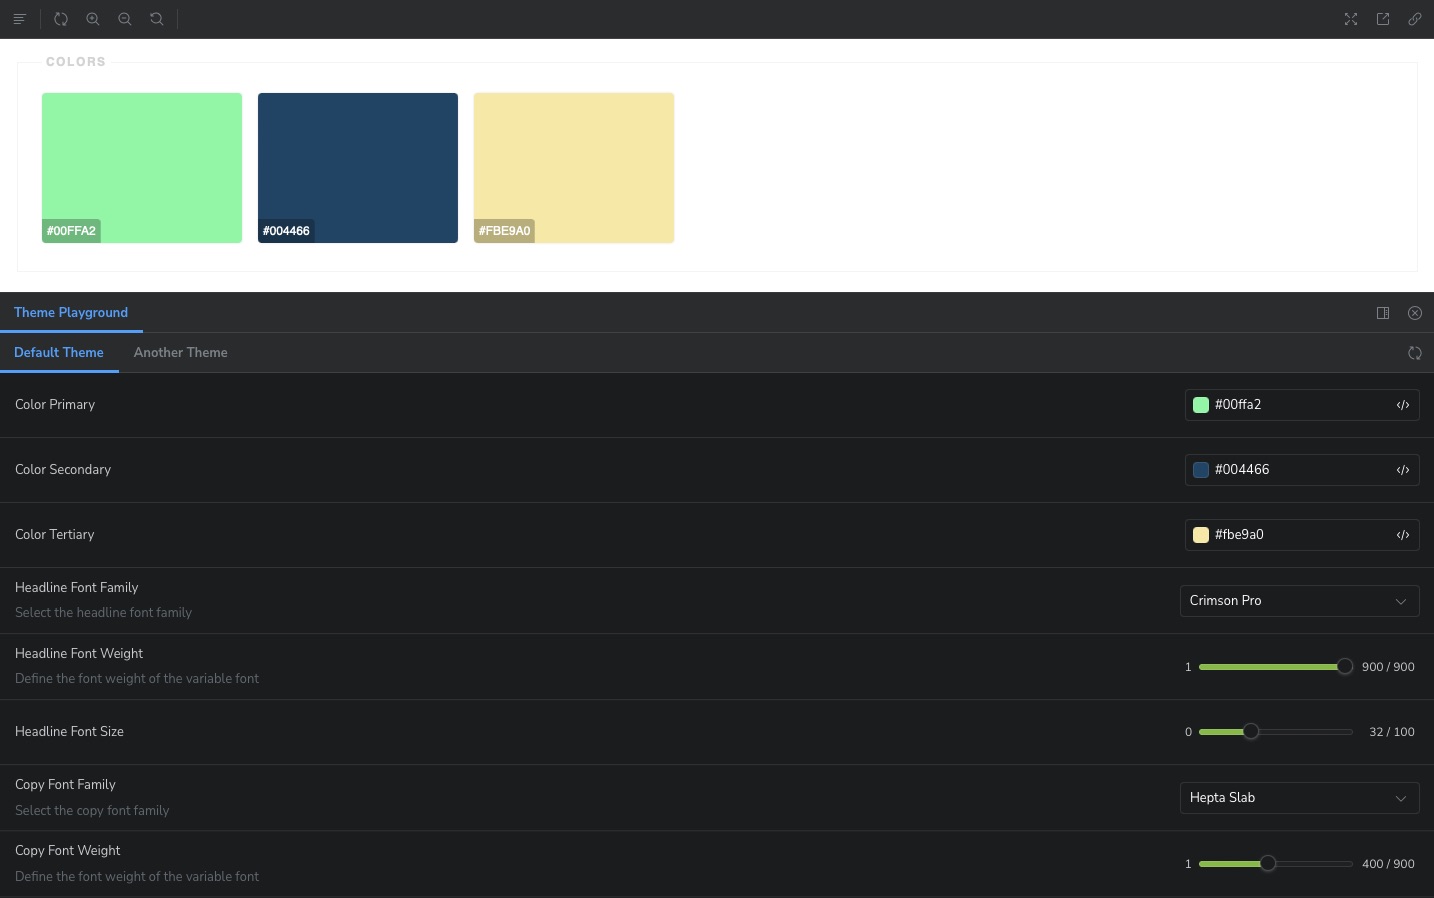 COLORS
#00FFA2
#004466
#FBE9A0
Theme Playground
Default Theme Another Theme
Color Primary #00ffa2
Color Secondary #004466
Color Tertiary #fbe9a0
Headline Font Family
Select the headline font family
Crimson Pro
Headline Font Weight
Define the font weight of the variable font
1 900 / 900
Headline Font Size 0 32 / 100
Copy Font Family
Select the copy font family
Hepta Slab
Copy Font Weight
Define the font weight of the variable font
1 400 / 900